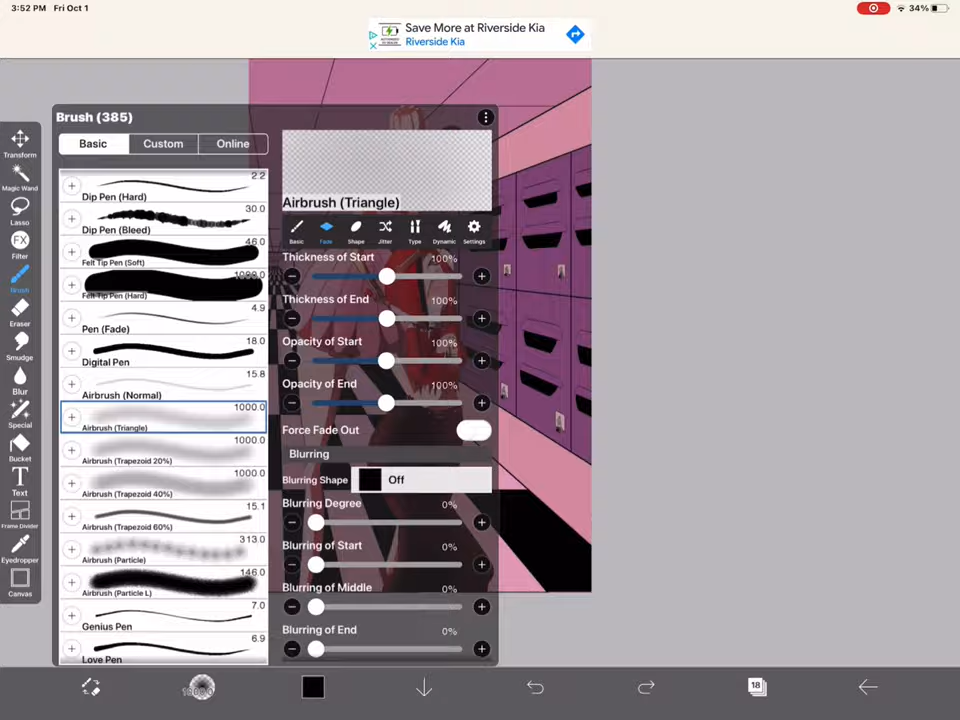 3:52 PM Fri Oct 1
34%
Save More at Riverside Kia
Riverside Kia
Brush (385)
Basic
Custom
Online
Transform
Magic Wand
Lasso
FX
Filter
Brush
Eraser
Smudge
Blur
Special
Bucket
T
Text
Frame Divider
Eyedropper
Canvas
2.2
Dip Pen (Hard)
30.0
Dip Pen (Bleed)
46.0
Felt Tip Pen (Soft)
1000.0
Felt Tip Pen (Hard)
4.9
Pen (Fade)
18.0
Digital Pen
15.8
Airbrush (Normal)
1000.0
Airbrush (Triangle)
1000.0
Airbrush (Trapezoid 20%)
1000.0
Airbrush (Trapezoid 40%)
15.1
Airbrush (Trapezoid 60%)
313.0
Airbrush (Particle)
146.0
Airbrush (Particle L)
7.0
Genius Pen
6.9
Love Pen
Airbrush (Triangle)
Basic
Fade
Shape
Jitter
Type
Dynamic
Settings
Thickness of Start
100%
Thickness of End
100%
Opacity of Start
100%
Opacity of End
100%
Force Fade Out
Blurring
Blurring Shape
Off
Blurring Degree
0%
Blurring of Start
0%
Blurring of Middle
0%
Blurring of End
0%
1000.0
18